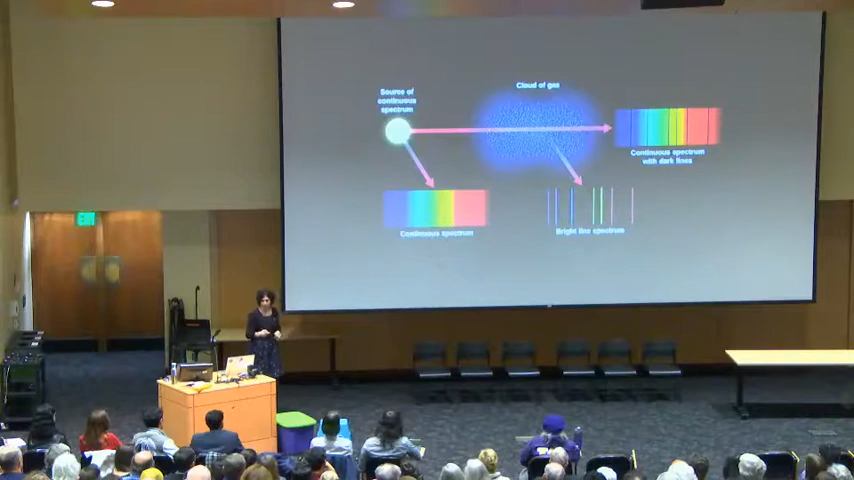 Source of
continuous
spectrum
Cloud of gas
Continuous spectrum
with dark lines
Continuous spectrum
Bright line spectrum